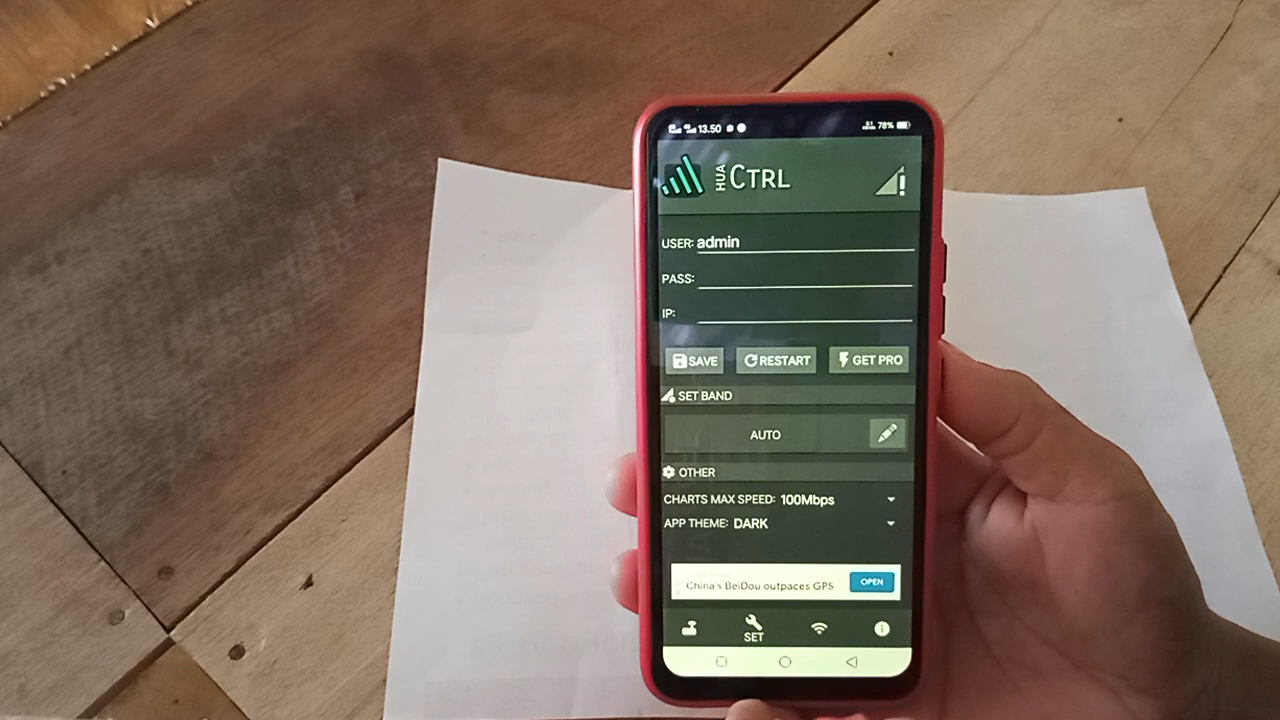 13.50 78%
HUA CTRL
USER: admin
PASS:
IP:
SAVE RESTART GET PRO
SET BAND
AUTO
OTHER
CHARTS MAX SPEED: 100Mbps
APP THEME: DARK
China's BeiDou outpaces GPS OPEN
SET